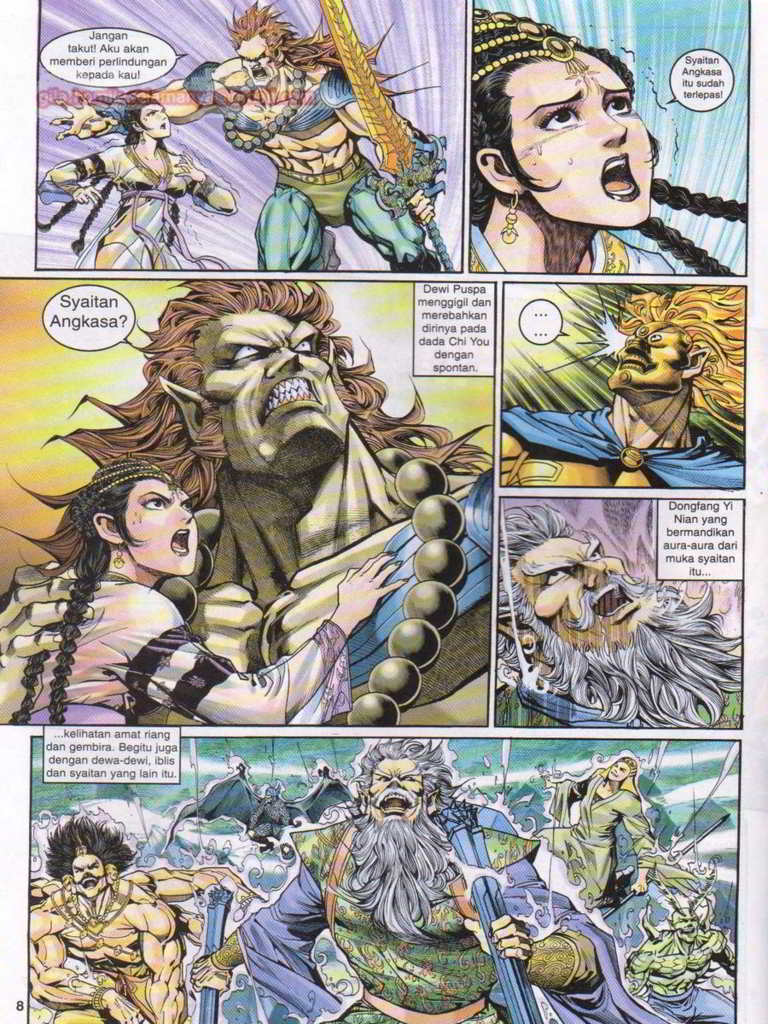 Jangan
takut! Aku akan
memberi perlindungan
kepada kau!
Syaitan
Angkasa
itu sudah
terlepas!
Syaitan
Angkasa?
Dewi Puspa
menggigil dan
merebahkan
dirinya pada
dada Chi You
dengan
spontan.
...
...
Dongfang Yi
Nian yang
bermandikan
aura-aura dari
muka syaitan
itu...
...kelihatan amat riang
dan gembira. Begitu juga
dengan dewa-dewi, iblis
dan syaitan yang lain itu.
8